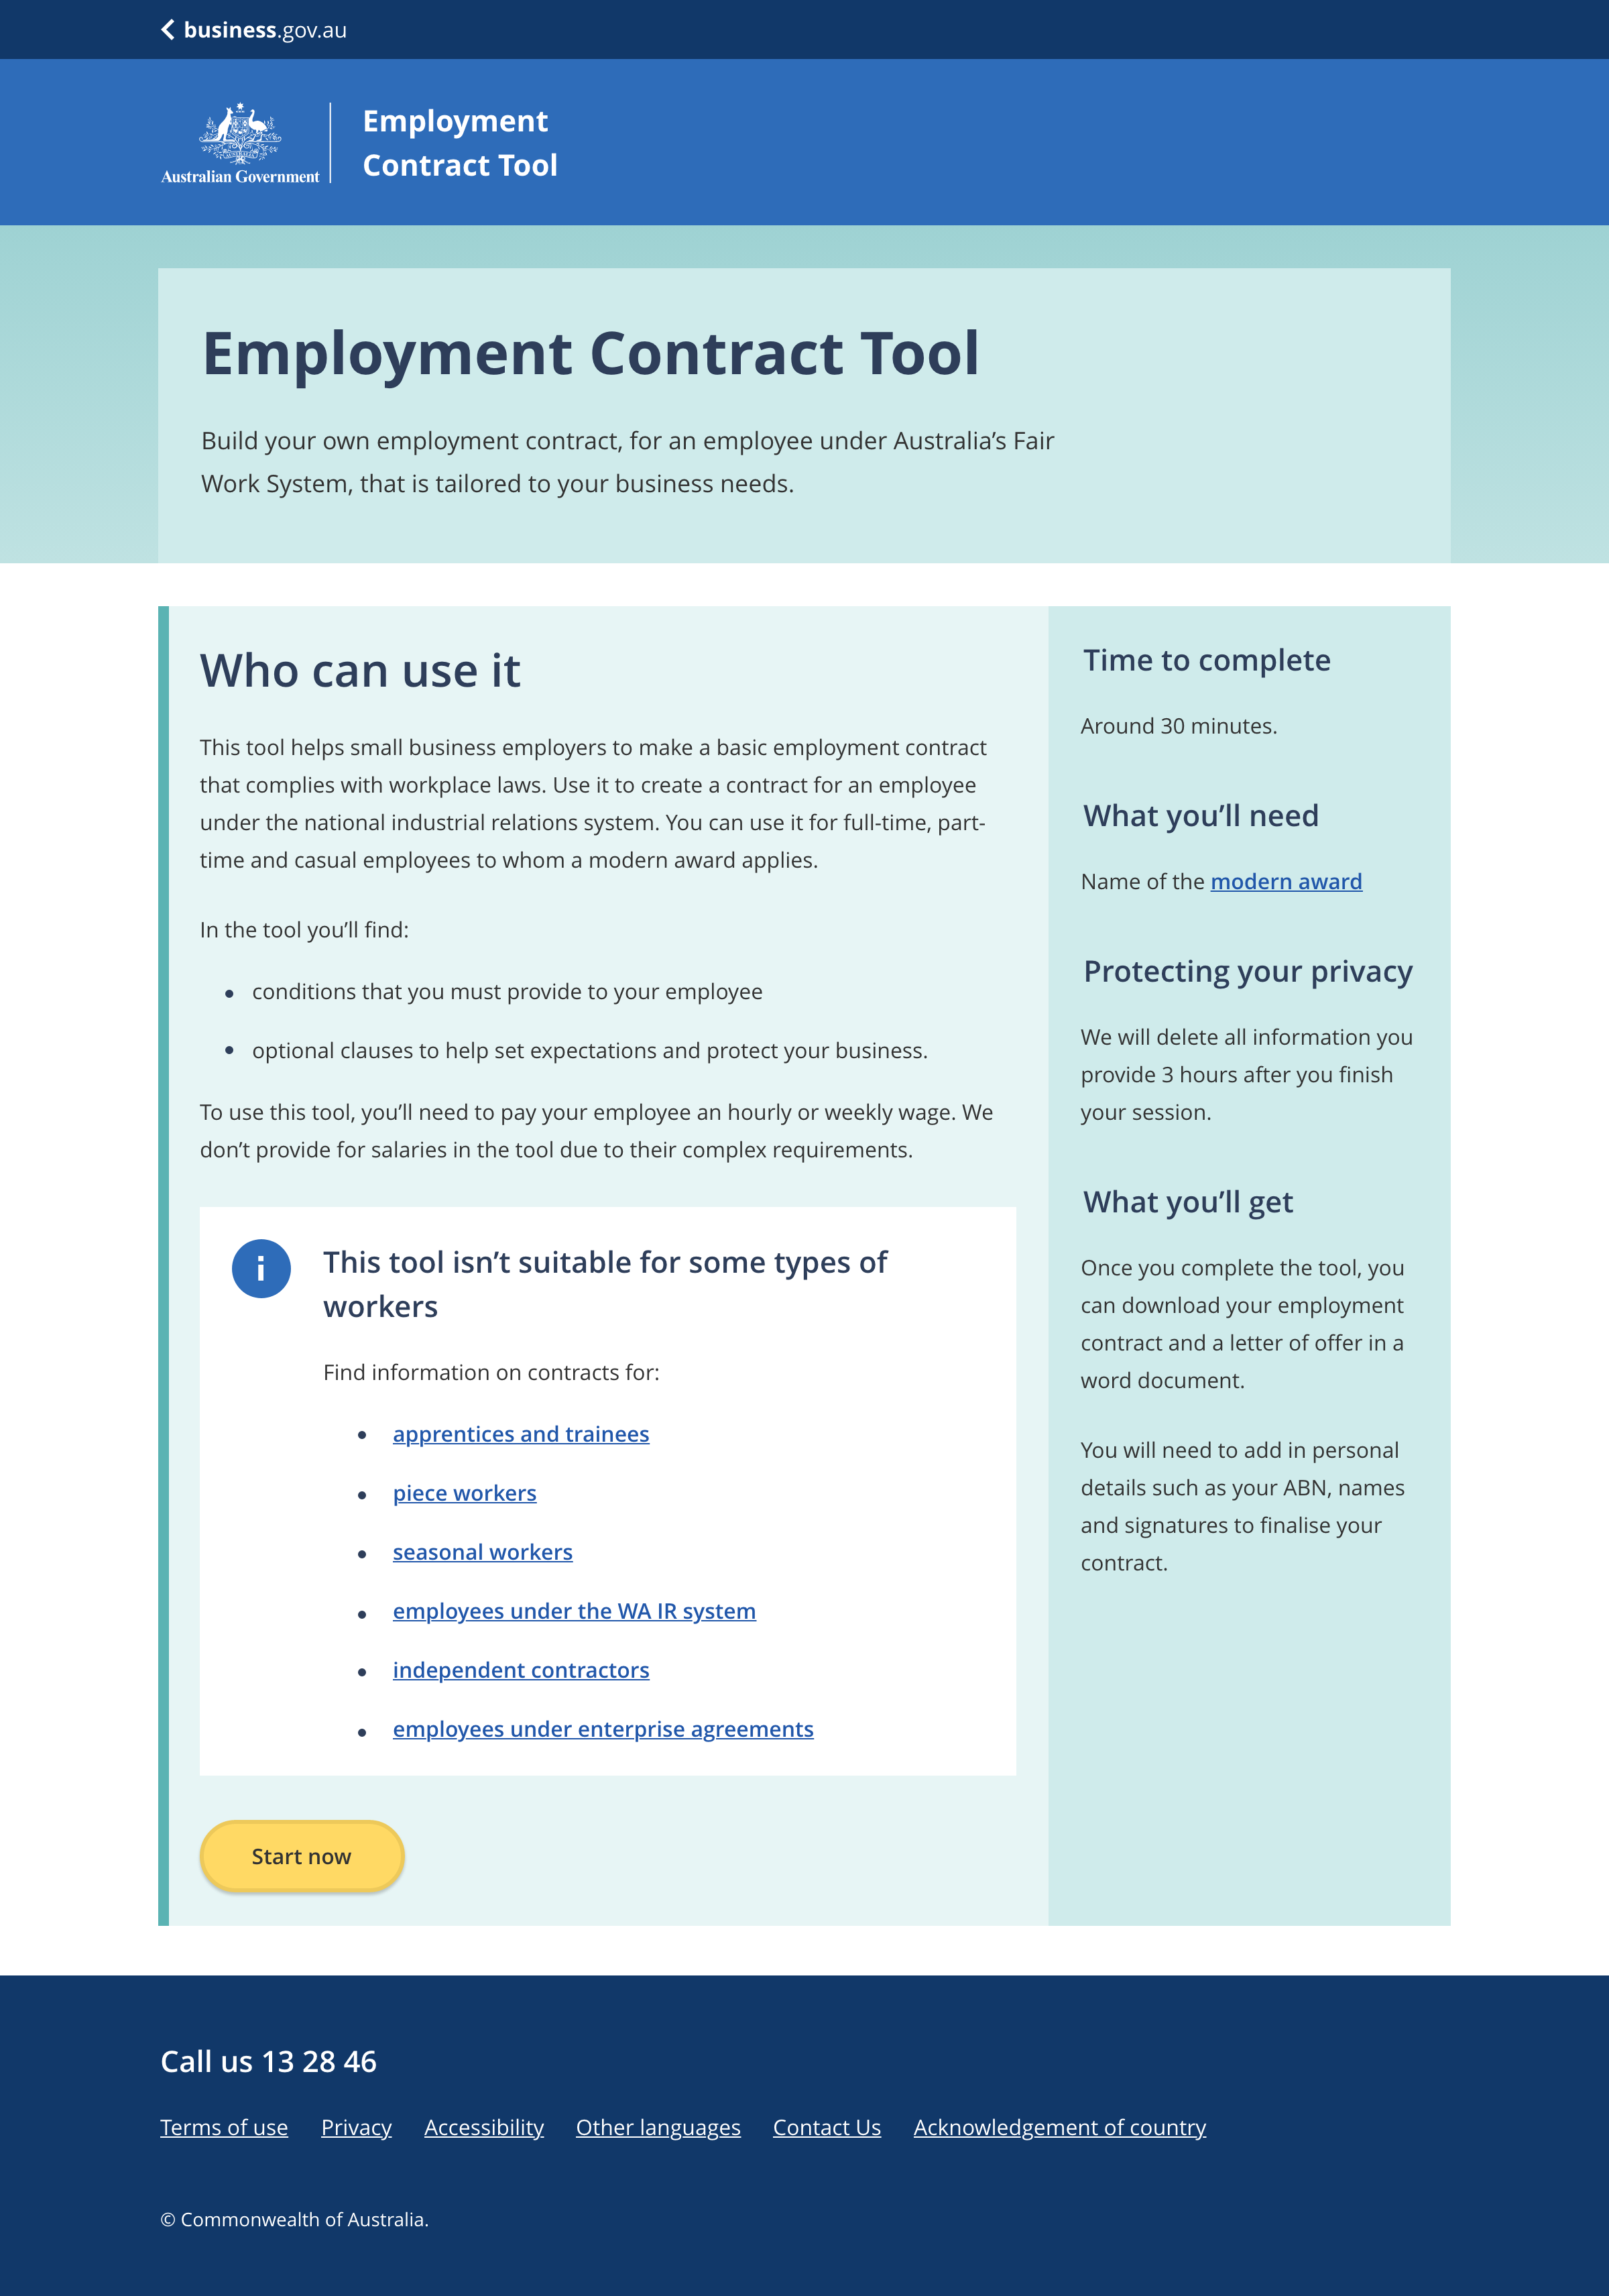 business.gov.au
Australian Government
Employment
Contract Tool
Employment Contract Tool
Build your own employment contract, for an employee under Australia’s Fair
Work System, that is tailored to your business needs.
Who can use it
This tool helps small business employers to make a basic employment contract
that complies with workplace laws. Use it to create a contract for an employee
under the national industrial relations system. You can use it for full-time, part-
time and casual employees to whom a modern award applies.
In the tool you’ll find:
• conditions that you must provide to your employee
• optional clauses to help set expectations and protect your business.
To use this tool, you’ll need to pay your employee an hourly or weekly wage. We
don’t provide for salaries in the tool due to their complex requirements.
i
This tool isn’t suitable for some types of
workers
Find information on contracts for:
• apprentices and trainees
• piece workers
• seasonal workers
• employees under the WA IR system
• independent contractors
• employees under enterprise agreements
Start now
Time to complete
Around 30 minutes.
What you’ll need
Name of the modern award
Protecting your privacy
We will delete all information you
provide 3 hours after you finish
your session.
What you’ll get
Once you complete the tool, you
can download your employment
contract and a letter of offer in a
word document.
You will need to add in personal
details such as your ABN, names
and signatures to finalise your
contract.
Call us 13 28 46
Terms of use Privacy Accessibility Other languages Contact Us Acknowledgement of country
© Commonwealth of Australia.